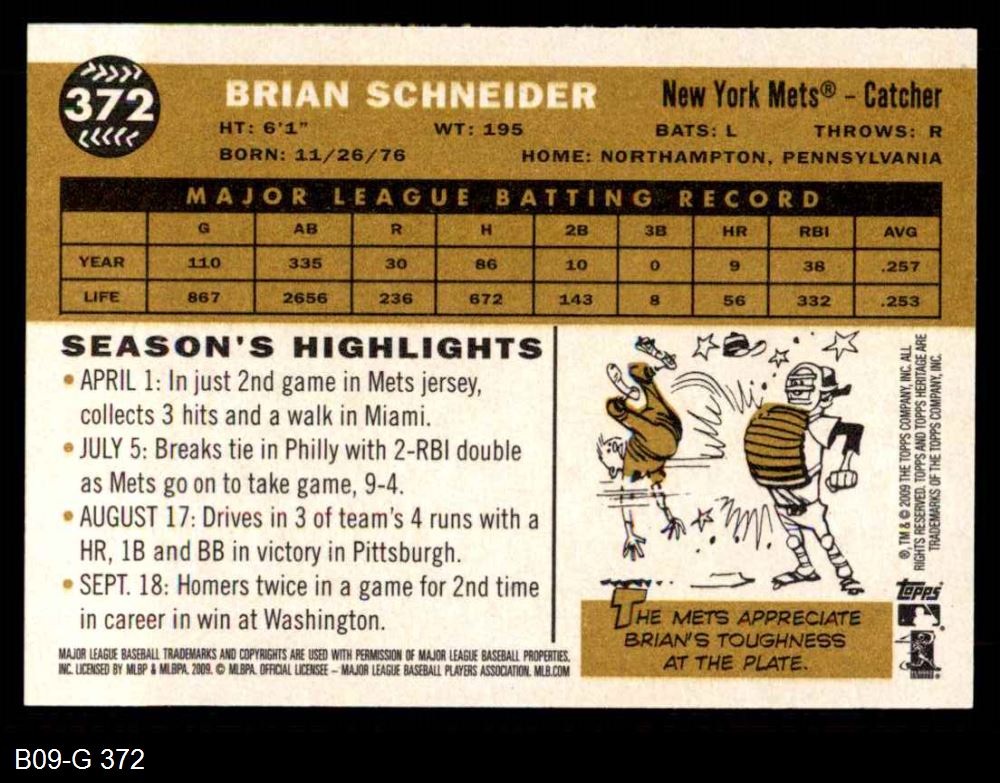 372
BRIAN SCHNEIDER
New York Mets® – Catcher
HT: 6'1" WT: 195 BATS: L THROWS: R
BORN: 11/26/76 HOME: NORTHAMPTON, PENNSYLVANIA
MAJOR LEAGUE BATTING RECORD
G AB R H 2B 3B HR RBI AVG
YEAR 110 335 30 86 10 0 9 38 .257
LIFE 867 2656 236 672 143 8 56 332 .253
SEASON'S HIGHLIGHTS
• APRIL 1: In just 2nd game in Mets jersey,
collects 3 hits and a walk in Miami.
• JULY 5: Breaks tie in Philly with 2-RBI double
as Mets go on to take game, 9-4.
• AUGUST 17: Drives in 3 of team's 4 runs with a
HR, 1B and BB in victory in Pittsburgh.
• SEPT. 18: Homers twice in a game for 2nd time
in career in win at Washington.
MAJOR LEAGUE BASEBALL TRADEMARKS AND COPYRIGHTS ARE USED WITH PERMISSION OF MAJOR LEAGUE BASEBALL PROPERTIES,
INC. LICENSED BY MLBP & MLBPA. 2009. © MLBPA. OFFICIAL LICENSEE – MAJOR LEAGUE BASEBALL PLAYERS ASSOCIATION. MLB.COM
THE METS APPRECIATE
BRIAN'S TOUGHNESS
AT THE PLATE.
®, TM & © 2009 THE TOPPS COMPANY, INC. ALL
RIGHTS RESERVED. TOPPS AND TOPPS HERITAGE ARE
TRADEMARKS OF THE TOPPS COMPANY, INC.
Topps
B09-G 372